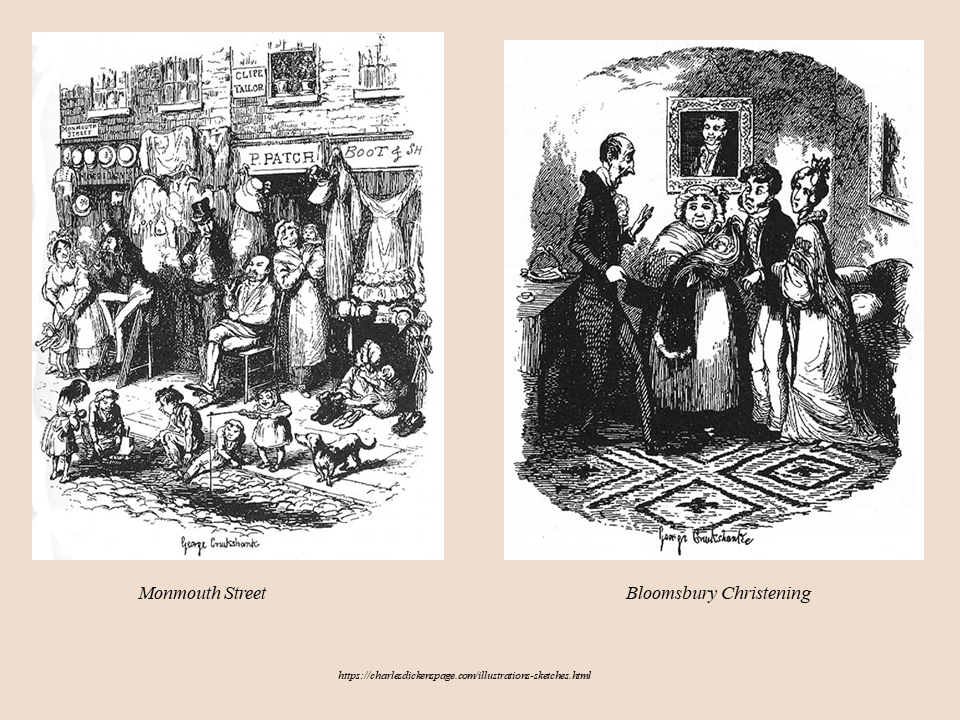 CLIPE
TAILOR
MONMOUTH
STREET
P. PATCH
BOOT & SH
George Cruikshank
George Cruikshank
Monmouth Street
Bloomsbury Christening
https://charlesdickenspage.com/illustrations-sketches.html